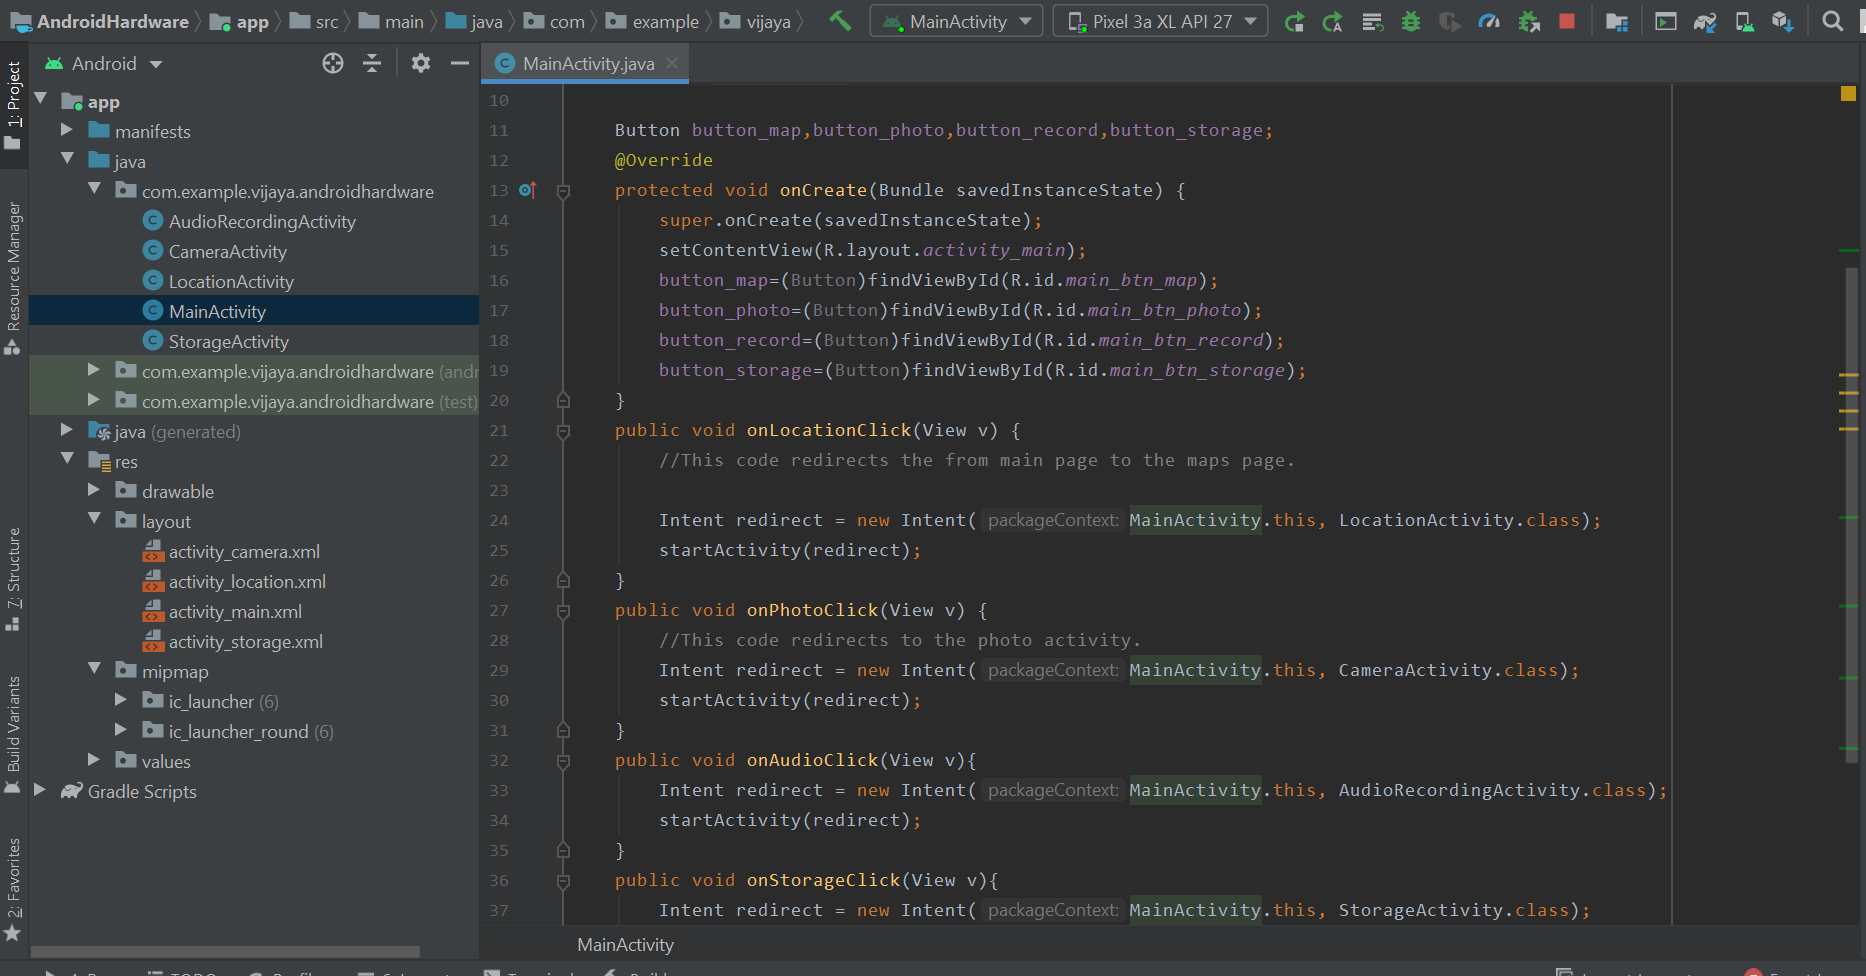 AndroidHardware app src main java com example vijaya MainActivity Pixel 3a XL API 27
Android
MainActivity.java
1: Project
Resource Manager
7: Structure
Build Variants
2: Favorites
app
manifests
java
com.example.vijaya.androidhardware
AudioRecordingActivity
CameraActivity
LocationActivity
MainActivity
StorageActivity
com.example.vijaya.androidhardware (andr
com.example.vijaya.androidhardware (test)
java (generated)
res
drawable
layout
activity_camera.xml
activity_location.xml
activity_main.xml
activity_storage.xml
mipmap
ic_launcher (6)
ic_launcher_round (6)
values
Gradle Scripts
10
11 Button button_map,button_photo,button_record,button_storage;
12 @Override
13 protected void onCreate(Bundle savedInstanceState) {
14 super.onCreate(savedInstanceState);
15 setContentView(R.layout.activity_main);
16 button_map=(Button)findViewById(R.id.main_btn_map);
17 button_photo=(Button)findViewById(R.id.main_btn_photo);
18 button_record=(Button)findViewById(R.id.main_btn_record);
19 button_storage=(Button)findViewById(R.id.main_btn_storage);
20 }
21 public void onLocationClick(View v) {
22 //This code redirects the from main page to the maps page.
23
24 Intent redirect = new Intent( packageContext: MainActivity.this, LocationActivity.class);
25 startActivity(redirect);
26 }
27 public void onPhotoClick(View v) {
28 //This code redirects to the photo activity.
29 Intent redirect = new Intent( packageContext: MainActivity.this, CameraActivity.class);
30 startActivity(redirect);
31 }
32 public void onAudioClick(View v){
33 Intent redirect = new Intent( packageContext: MainActivity.this, AudioRecordingActivity.class);
34 startActivity(redirect);
35 }
36 public void onStorageClick(View v){
37 Intent redirect = new Intent( packageContext: MainActivity.this, StorageActivity.class);
MainActivity